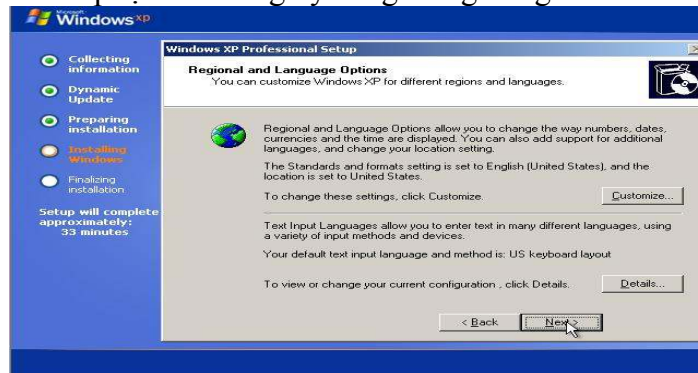 Microsoft
Windows xp
Collecting
information
Dynamic
Update
Preparing
installation
Installing
Windows
Finalizing
installation
Setup will complete
approximately:
33 minutes
Windows XP Professional Setup
Regional and Language Options
You can customize Windows XP for different regions and languages.
Regional and Language Options allow you to change the way numbers, dates,
currencies and the time are displayed. You can also add support for additional
languages, and change your location setting.
The Standards and formats setting is set to English (United States), and the
location is set to United States.
To change these settings, click Customize.
Customize...
Text Input Languages allow you to enter text in many different languages, using
a variety of input methods and devices.
Your default text input language and method is: US keyboard layout
To view or change your current configuration , click Details.
Details...
< Back
Next >